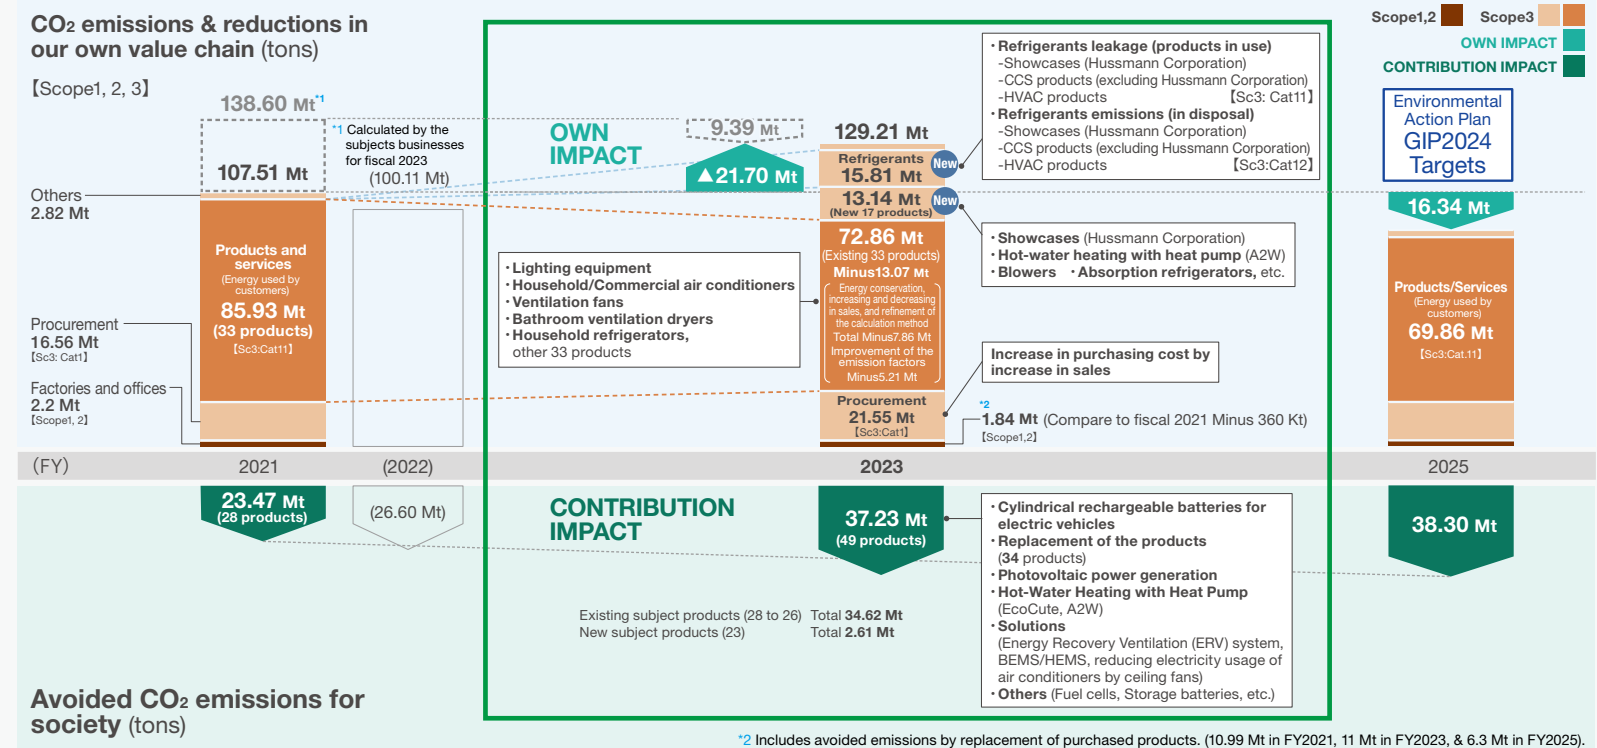 CO2 emissions & reductions in
our own value chain (tons)
【Scope1, 2, 3】
Scope1,2
Scope3
OWN IMPACT
CONTRIBUTION IMPACT
138.60 Mt*1
107.51 Mt
*1 Calculated by the
subjects businesses
for fiscal 2023
(100.11 Mt)
Others
2.82 Mt
Products and
services
(Energy used by
customers)
85.93 Mt
(33 products)
【Sc3:Cat11】
Procurement
16.56 Mt
【Sc3: Cat1】
Factories and offices
2.2 Mt
【Scope1, 2】
OWN
IMPACT
9.39 Mt
▲21.70 Mt
129.21 Mt
Refrigerants
15.81 Mt
New
13.14 Mt
(New 17 products)
New
72.86 Mt
(Existing 33 products)
Minus13.07 Mt
Energy conservation,
increasing and decreasing
in sales, and refinement of
the calculation method
Total Minus7.86 Mt
Improvement of the
emission factors
Minus5.21 Mt
Procurement
21.55 Mt
【Sc3:Cat1】
・Refrigerants leakage (products in use)
-Showcases (Hussmann Corporation)
-CCS products (excluding Hussmann Corporation)
-HVAC products 【Sc3: Cat11】
・Refrigerants emissions (in disposal)
-Showcases (Hussmann Corporation)
-CCS products (excluding Hussmann Corporation)
-HVAC products 【Sc3:Cat12】
・Showcases (Hussmann Corporation)
・Hot-water heating with heat pump (A2W)
・Blowers ・Absorption refrigerators, etc.
・Lighting equipment
・Household/Commercial air conditioners
・Ventilation fans
・Bathroom ventilation dryers
・Household refrigerators,
other 33 products
Increase in purchasing cost by
increase in sales
*2
1.84 Mt (Compare to fiscal 2021 Minus 360 Kt)
【Scope1,2】
Environmental
Action Plan
GIP2024
Targets
16.34 Mt
Products/Services
(Energy used by
customers)
69.86 Mt
【Sc3:Cat.11】
(FY)
2021
(2022)
2023
2025
23.47 Mt
(28 products)
(26.60 Mt)
CONTRIBUTION
IMPACT
37.23 Mt
(49 products)
38.30 Mt
Existing subject products (28 to 26) Total 34.62 Mt
New subject products (23) Total 2.61 Mt
・Cylindrical rechargeable batteries for
electric vehicles
・Replacement of the products
(34 products)
・Photovoltaic power generation
・Hot-Water Heating with Heat Pump
(EcoCute, A2W)
・Solutions
(Energy Recovery Ventilation (ERV) system,
BEMS/HEMS, reducing electricity usage of
air conditioners by ceiling fans)
・Others (Fuel cells, Storage batteries, etc.)
Avoided CO2 emissions for
society (tons)
*2 Includes avoided emissions by replacement of purchased products. (10.99 Mt in FY2021, 11 Mt in FY2023, & 6.3 Mt in FY2025).